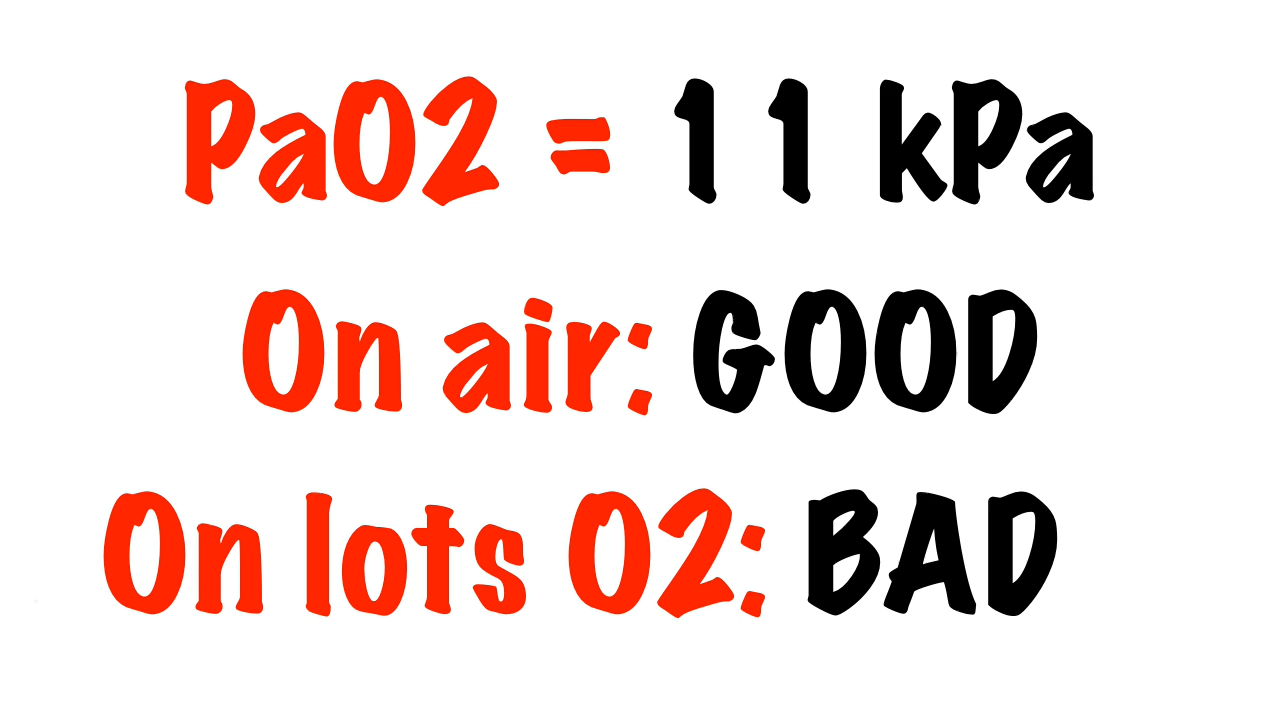 PaO2 = 11 kPa
On air: GOOD
On lots O2: BAD